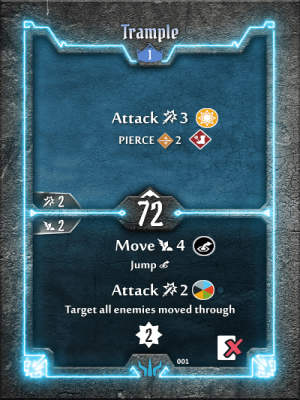 Trample
1
Attack 3
PIERCE 2
2
72
2
Move 4
Jump
Attack 2
Target all enemies moved through
2
001